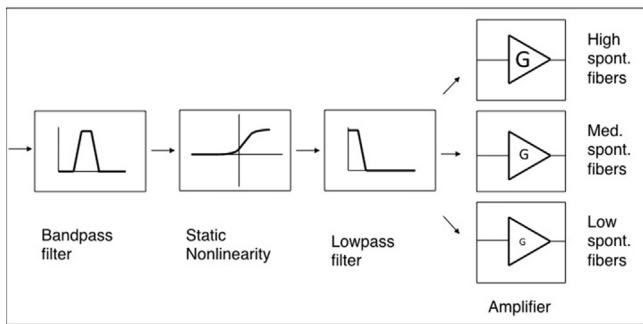 High
spont.
fibers
G
Med.
spont.
fibers
G
Low
spont.
fibers
G
Bandpass
filter
Static
Nonlinearity
Lowpass
filter
Amplifier